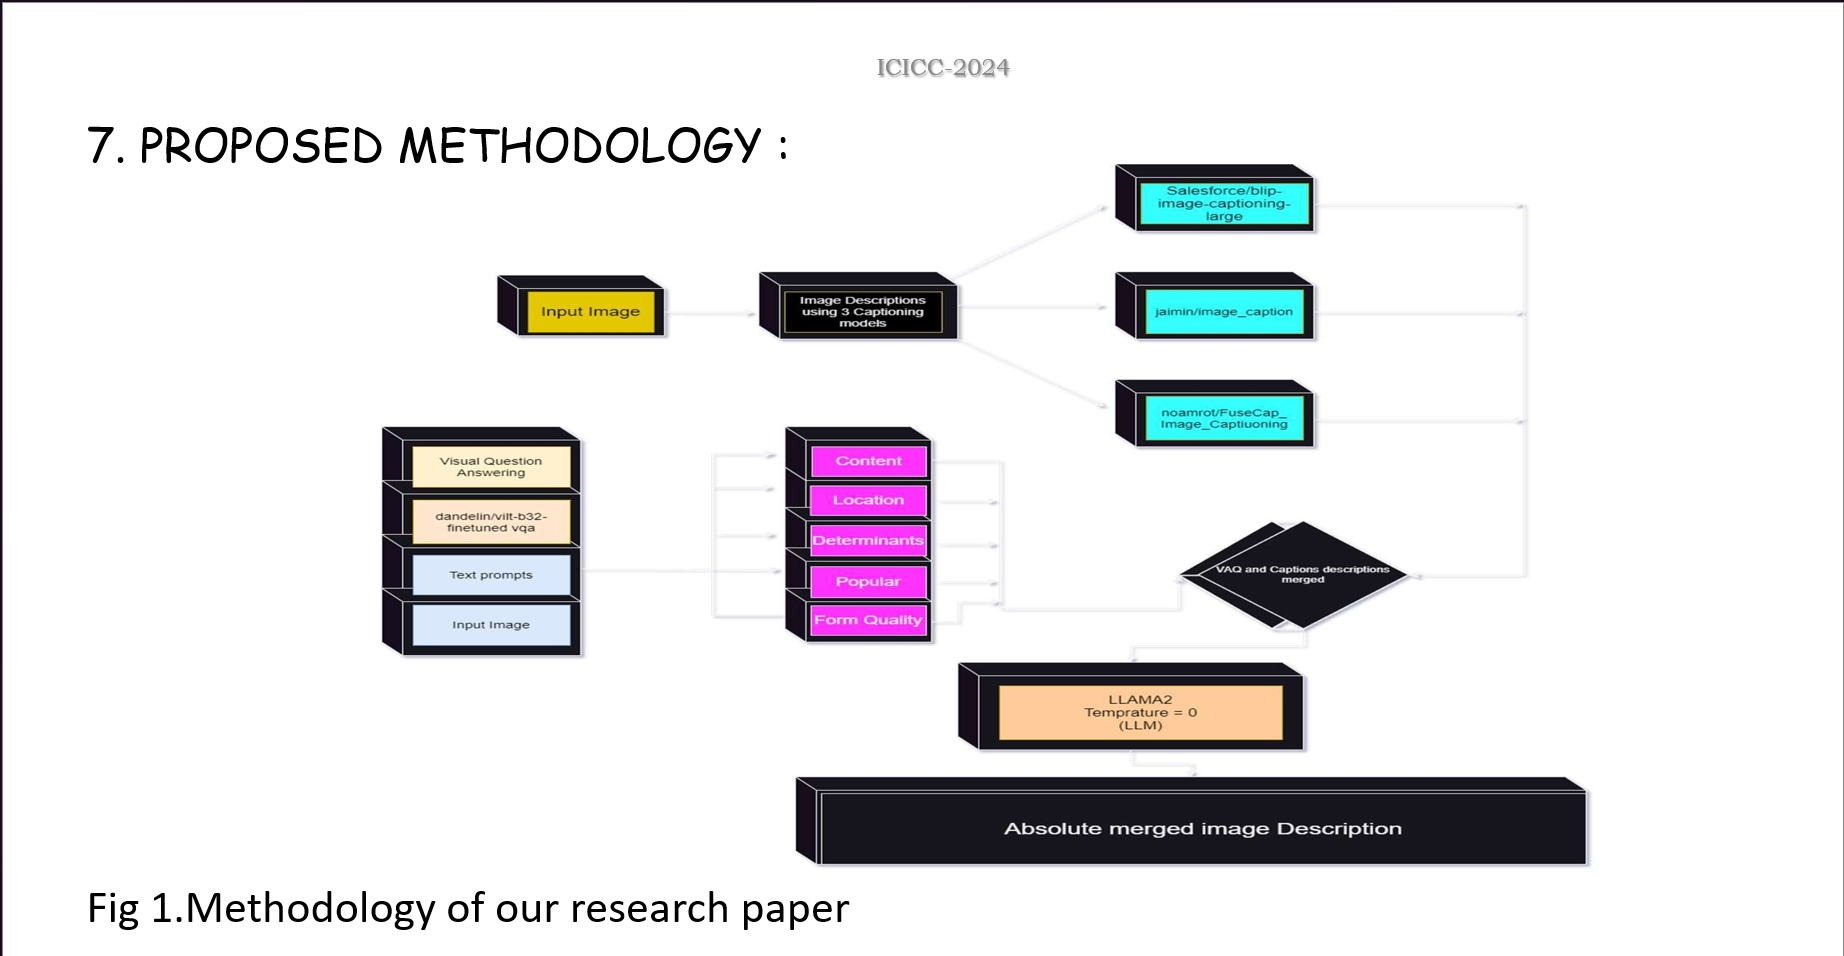 ICICC-2024
7. PROPOSED METHODOLOGY :
Salesforce/blip-
image-captioning-
large
Input Image
Image Descriptions
using 3 Captioning
models
jaimin/image_caption
noamrot/FuseCap_
Image_Captiuoning
Visual Question
Answering
dandelin/vilt-b32-
finetuned vqa
Text prompts
Input Image
Content
Location
Determinants
Popular
Form Quality
VAQ and Captions descriptions
merged
LLAMA2
Temprature = 0
(LLM)
Absolute merged image Description
Fig 1.Methodology of our research paper